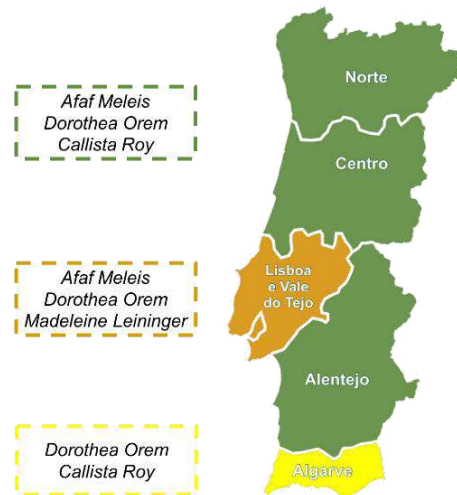 Afaf Meleis
Dorothea Orem
Callista Roy
Norte
Centro
Afaf Meleis
Dorothea Orem
Madeleine Leininger
Lisboa
e Vale
do Tejo
Alentejo
Dorothea Orem
Callista Roy
Algarve